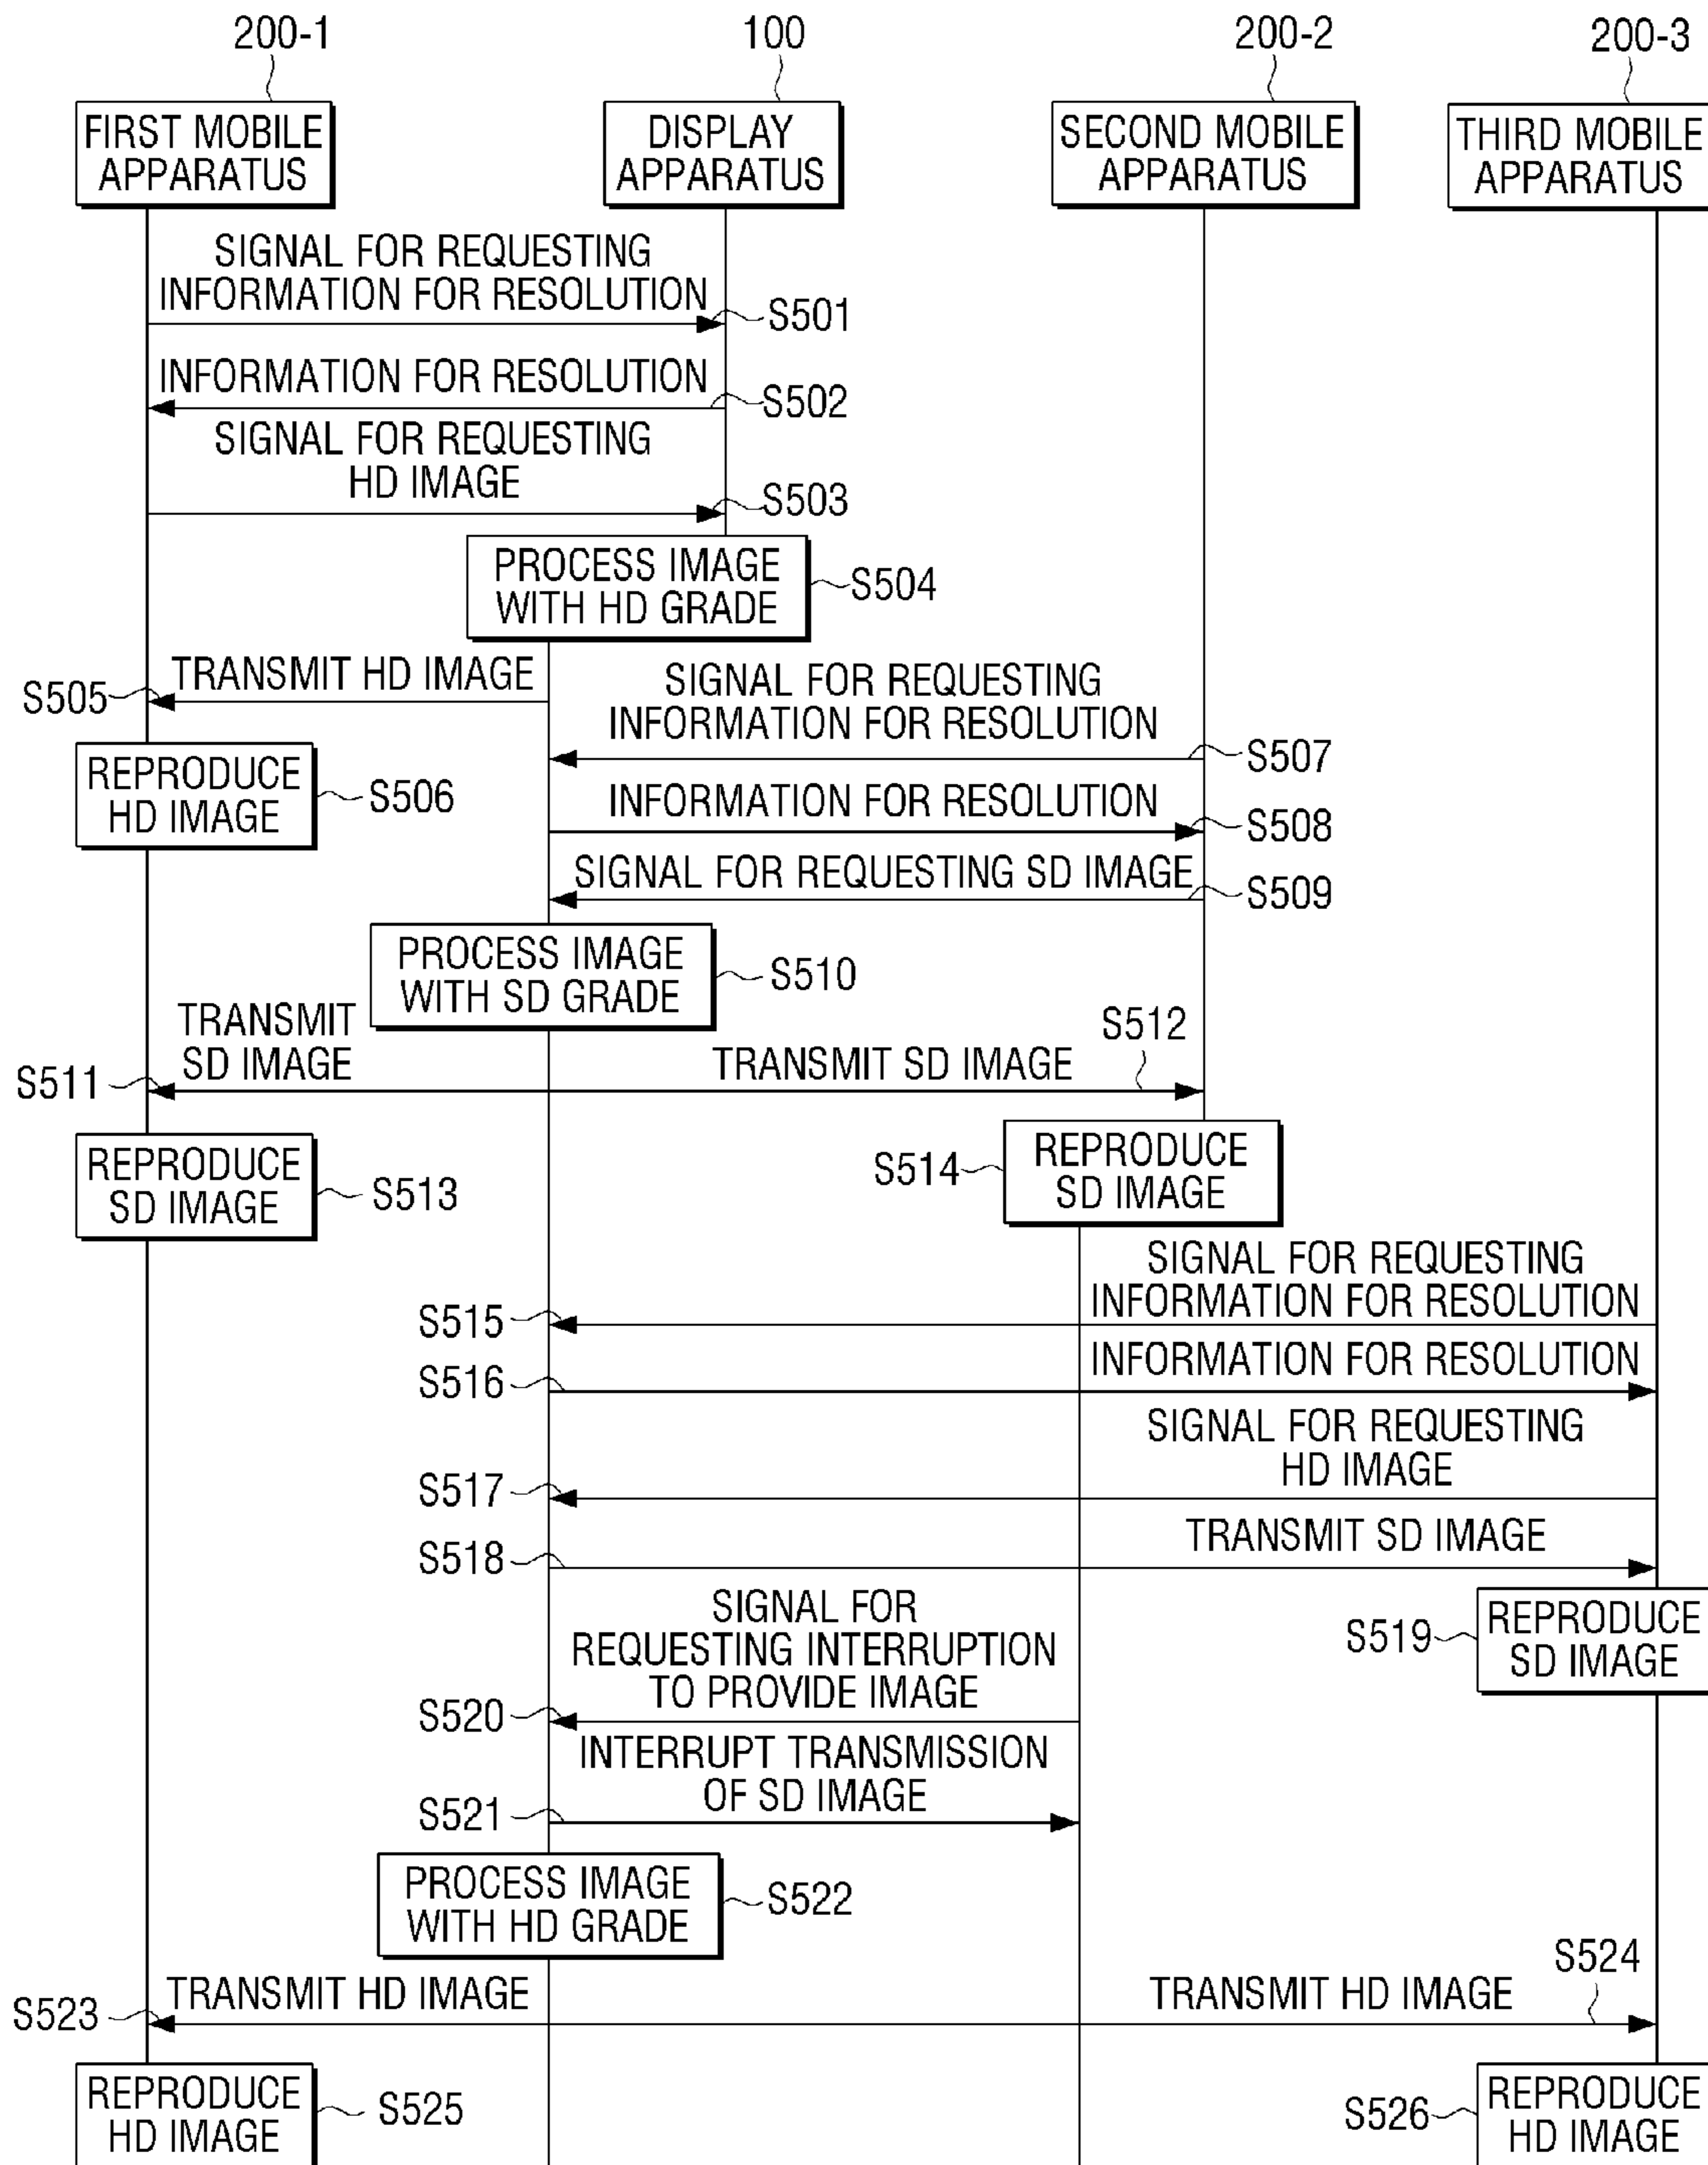 200-1
100
200-2
200-3
FIRST MOBILE
APPARATUS
DISPLAY
APPARATUS
SECOND MOBILE
APPARATUS
THIRD MOBILE
APPARATUS
SIGNAL FOR REQUESTING
INFORMATION FOR RESOLUTION
S501
INFORMATION FOR RESOLUTION
S502
SIGNAL FOR REQUESTING
HD IMAGE
S503
PROCESS IMAGE
WITH HD GRADE
S504
TRANSMIT HD IMAGE
S505
SIGNAL FOR REQUESTING
INFORMATION FOR RESOLUTION
S507
REPRODUCE
HD IMAGE
S506
INFORMATION FOR RESOLUTION
S508
SIGNAL FOR REQUESTING SD IMAGE
S509
PROCESS IMAGE
WITH SD GRADE
S510
TRANSMIT
SD IMAGE
S511
TRANSMIT SD IMAGE
S512
REPRODUCE
SD IMAGE
S513
S514
REPRODUCE
SD IMAGE
SIGNAL FOR REQUESTING
INFORMATION FOR RESOLUTION
S515
INFORMATION FOR RESOLUTION
S516
SIGNAL FOR REQUESTING
HD IMAGE
S517
TRANSMIT SD IMAGE
S518
S519
REPRODUCE
SD IMAGE
SIGNAL FOR
REQUESTING INTERRUPTION
TO PROVIDE IMAGE
S520
INTERRUPT TRANSMISSION
OF SD IMAGE
S521
PROCESS IMAGE
WITH HD GRADE
S522
S523
TRANSMIT HD IMAGE
TRANSMIT HD IMAGE
S524
REPRODUCE
HD IMAGE
S525
S526
REPRODUCE
HD IMAGE